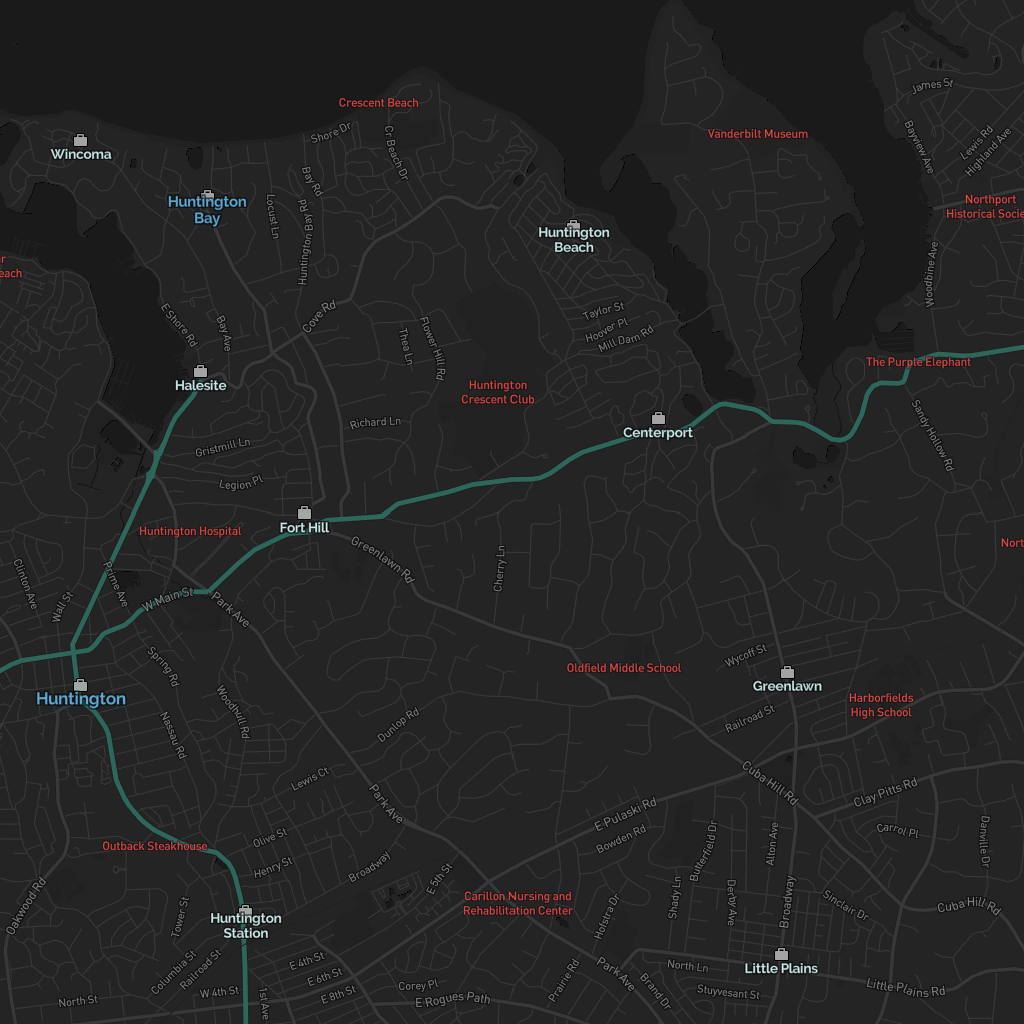 James St
Crescent Beach
Shore Dr
Cr Beach Dr
Vanderbilt Museum
Bayview Ave
Lewis Rd
Highland Ave
Wincoma
Bay Rd
Huntington
Bay
Locust Ln
Huntington Bay Rd
Northport
Historical Socie
Huntington
Beach
Woodbine Ave
each
E Shore Rd
Bay Ave
Cove Rd
Taylor St
Hoover Pl
Mill Dam Rd
Thea Ln
Flower Hill Rd
The Purple Elephant
Halesite
Huntington
Crescent Club
Richard Ln
Centerport
Sandy Hollow Rd
Gristmill Ln
Legion Pl
Fort Hill
Huntington Hospital
Nort
Greenlawn Rd
Cherry Ln
Clinton Ave
Prime Ave
Wall St
W Main St
Park Ave
Spring Rd
Wycoff St
Oldfield Middle School
Greenlawn
Huntington
Woodhull Rd
Nassau Rd
Dunlop Rd
Railroad St
Harborfields
High School
Lewis Ct
Park Ave
Cuba Hill Rd
Clay Pitts Rd
E Pulaski Rd
Bowden Rd
Olive St
Carrol Pl
Danville Dr
Alton Ave
Butterfield Dr
Outback Steakhouse
Henry St
Broadway
E 5th St
Carillon Nursing and
Rehabilitation Center
Oakwood Rd
Tower St
Huntington
Station
Holstra Dr
Shady Ln
Derby Ave
Broadway
Sinclair Dr
Cuba Hill Rd
Columbia St
Railroad St
E 4th St
E 6th St
E 8th St
W 4th St
1st Ave
North St
Corey Pl
E Rogues Path
Prairie Rd
Park Ave
Brand Dr
North Ln
Little Plains
Stuyvesant St
Little Plains Rd